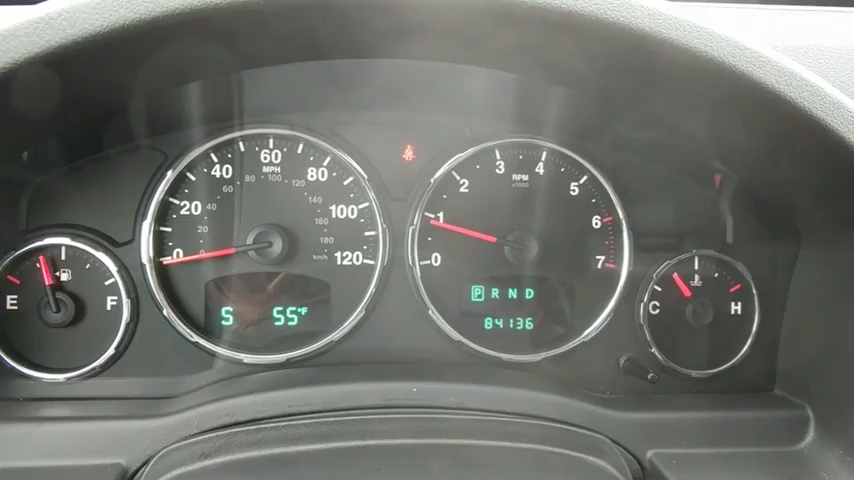 60
MPH
40 80
60 80 100 120
20 40 140 100
20 160
0 0 180 120
km/h
S 55°F
3 4
2 RPM 5
x1000
1 6
0 7
P R N D
84136
E F
C H